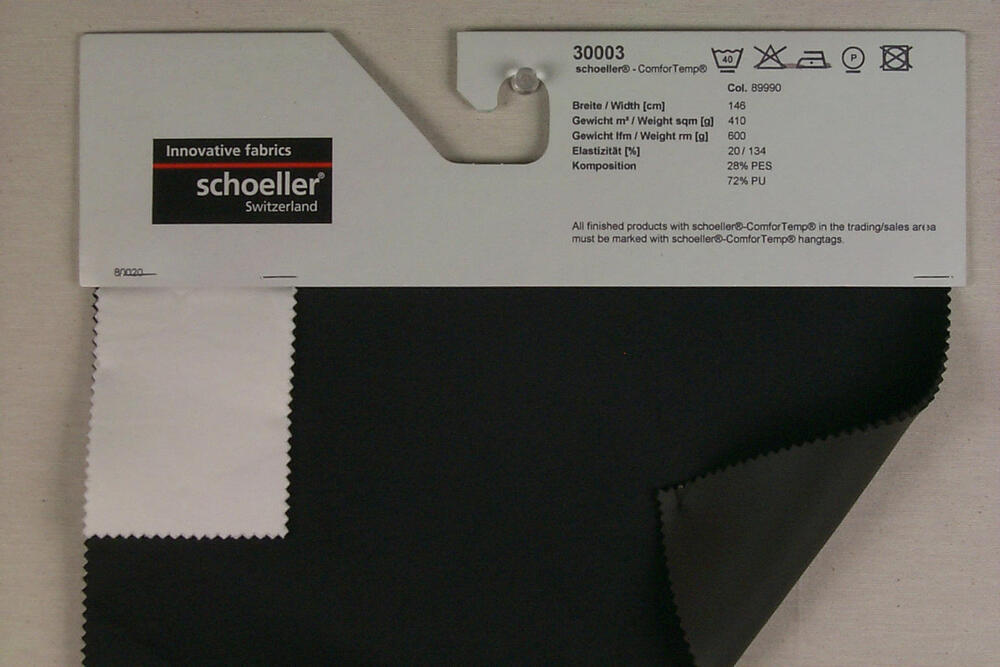 Innovative fabrics
schoeller®
Switzerland
80020
30003
schoeller® - ComforTemp®
40
P
Col. 89990
Breite / Width [cm] 146
Gewicht m² / Weight sqm [g] 410
Gewicht lfm / Weight rm [g] 600
Elastizität [%] 20 / 134
Komposition 28% PES
72% PU
All finished products with schoeller®-ComforTemp® in the trading/sales area
must be marked with schoeller®-ComforTemp® hangtags.